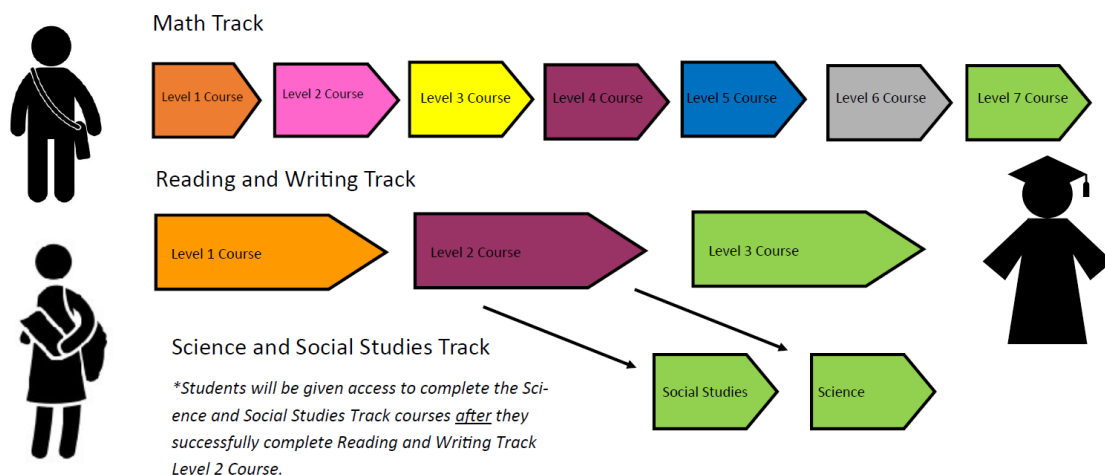 Math Track
Level 1 Course
Level 2 Course
Level 3 Course
Level 4 Course
Level 5 Course
Level 6 Course
Level 7 Course
Reading and Writing Track
Level 1 Course
Level 2 Course
Level 3 Course
Science and Social Studies Track
*Students will be given access to complete the Sci-
ence and Social Studies Track courses after they
successfully complete Reading and Writing Track
Level 2 Course.
Social Studies
Science